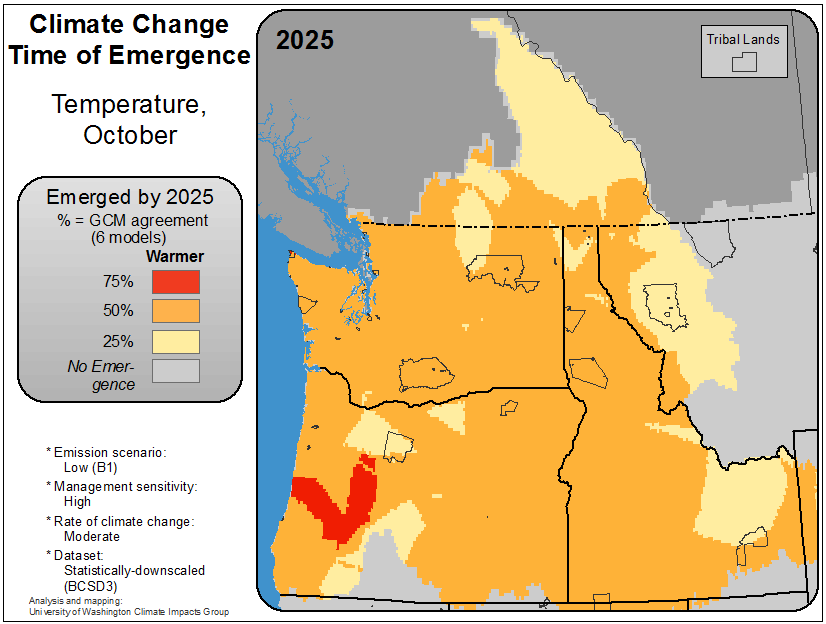 Climate Change
Time of Emergence
Temperature,
October
Emerged by 2025
% = GCM agreement
(6 models)
Warmer
75%
50%
25%
No Emer-
gence
* Emission scenario:
Low (B1)
* Management sensitivity:
High
* Rate of climate change:
Moderate
* Dataset:
Statistically-downscaled
(BCSD3)
Analysis and mapping:
University of Washington Climate Impacts Group
2025
Tribal Lands